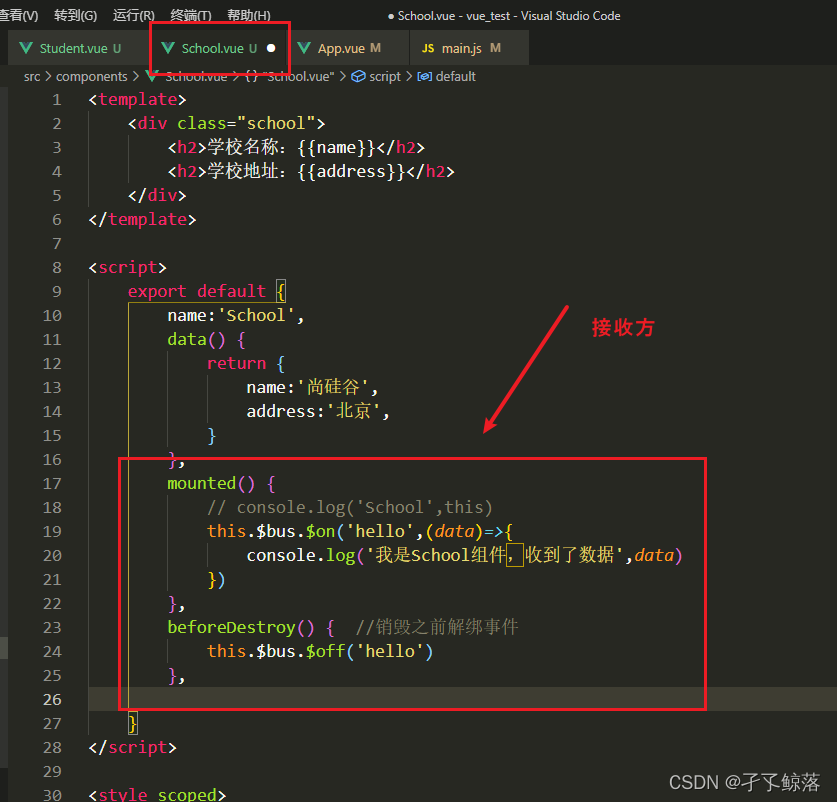 查看(V) 转到(G) 运行(R) 终端(T) 帮助(H) ● School.vue - vue_test - Visual Studio Code
Student.vue U School.vue U ● App.vue M JS main.js M
src > components > School.vue > {} "School.vue" > script > default
1 <template>
2 <div class="school">
3 <h2>学校名称：{{name}}</h2>
4 <h2>学校地址：{{address}}</h2>
5 </div>
6 </template>
7
8 <script>
9 export default {
10 name:'School',
11 data() {
12 return {
13 name:'尚硅谷',
14 address:'北京',
15 }
16 },
17 mounted() {
18 // console.log('School',this)
19 this.$bus.$on('hello',(data)=>{
20 console.log('我是School组件，收到了数据',data)
21 })
22 },
23 beforeDestroy() { //销毁之前解绑事件
24 this.$bus.$off('hello')
25 },
26
27 }
28 </script>
29
30 <style scoped>
接收方
CSDN @孑孓鲸落